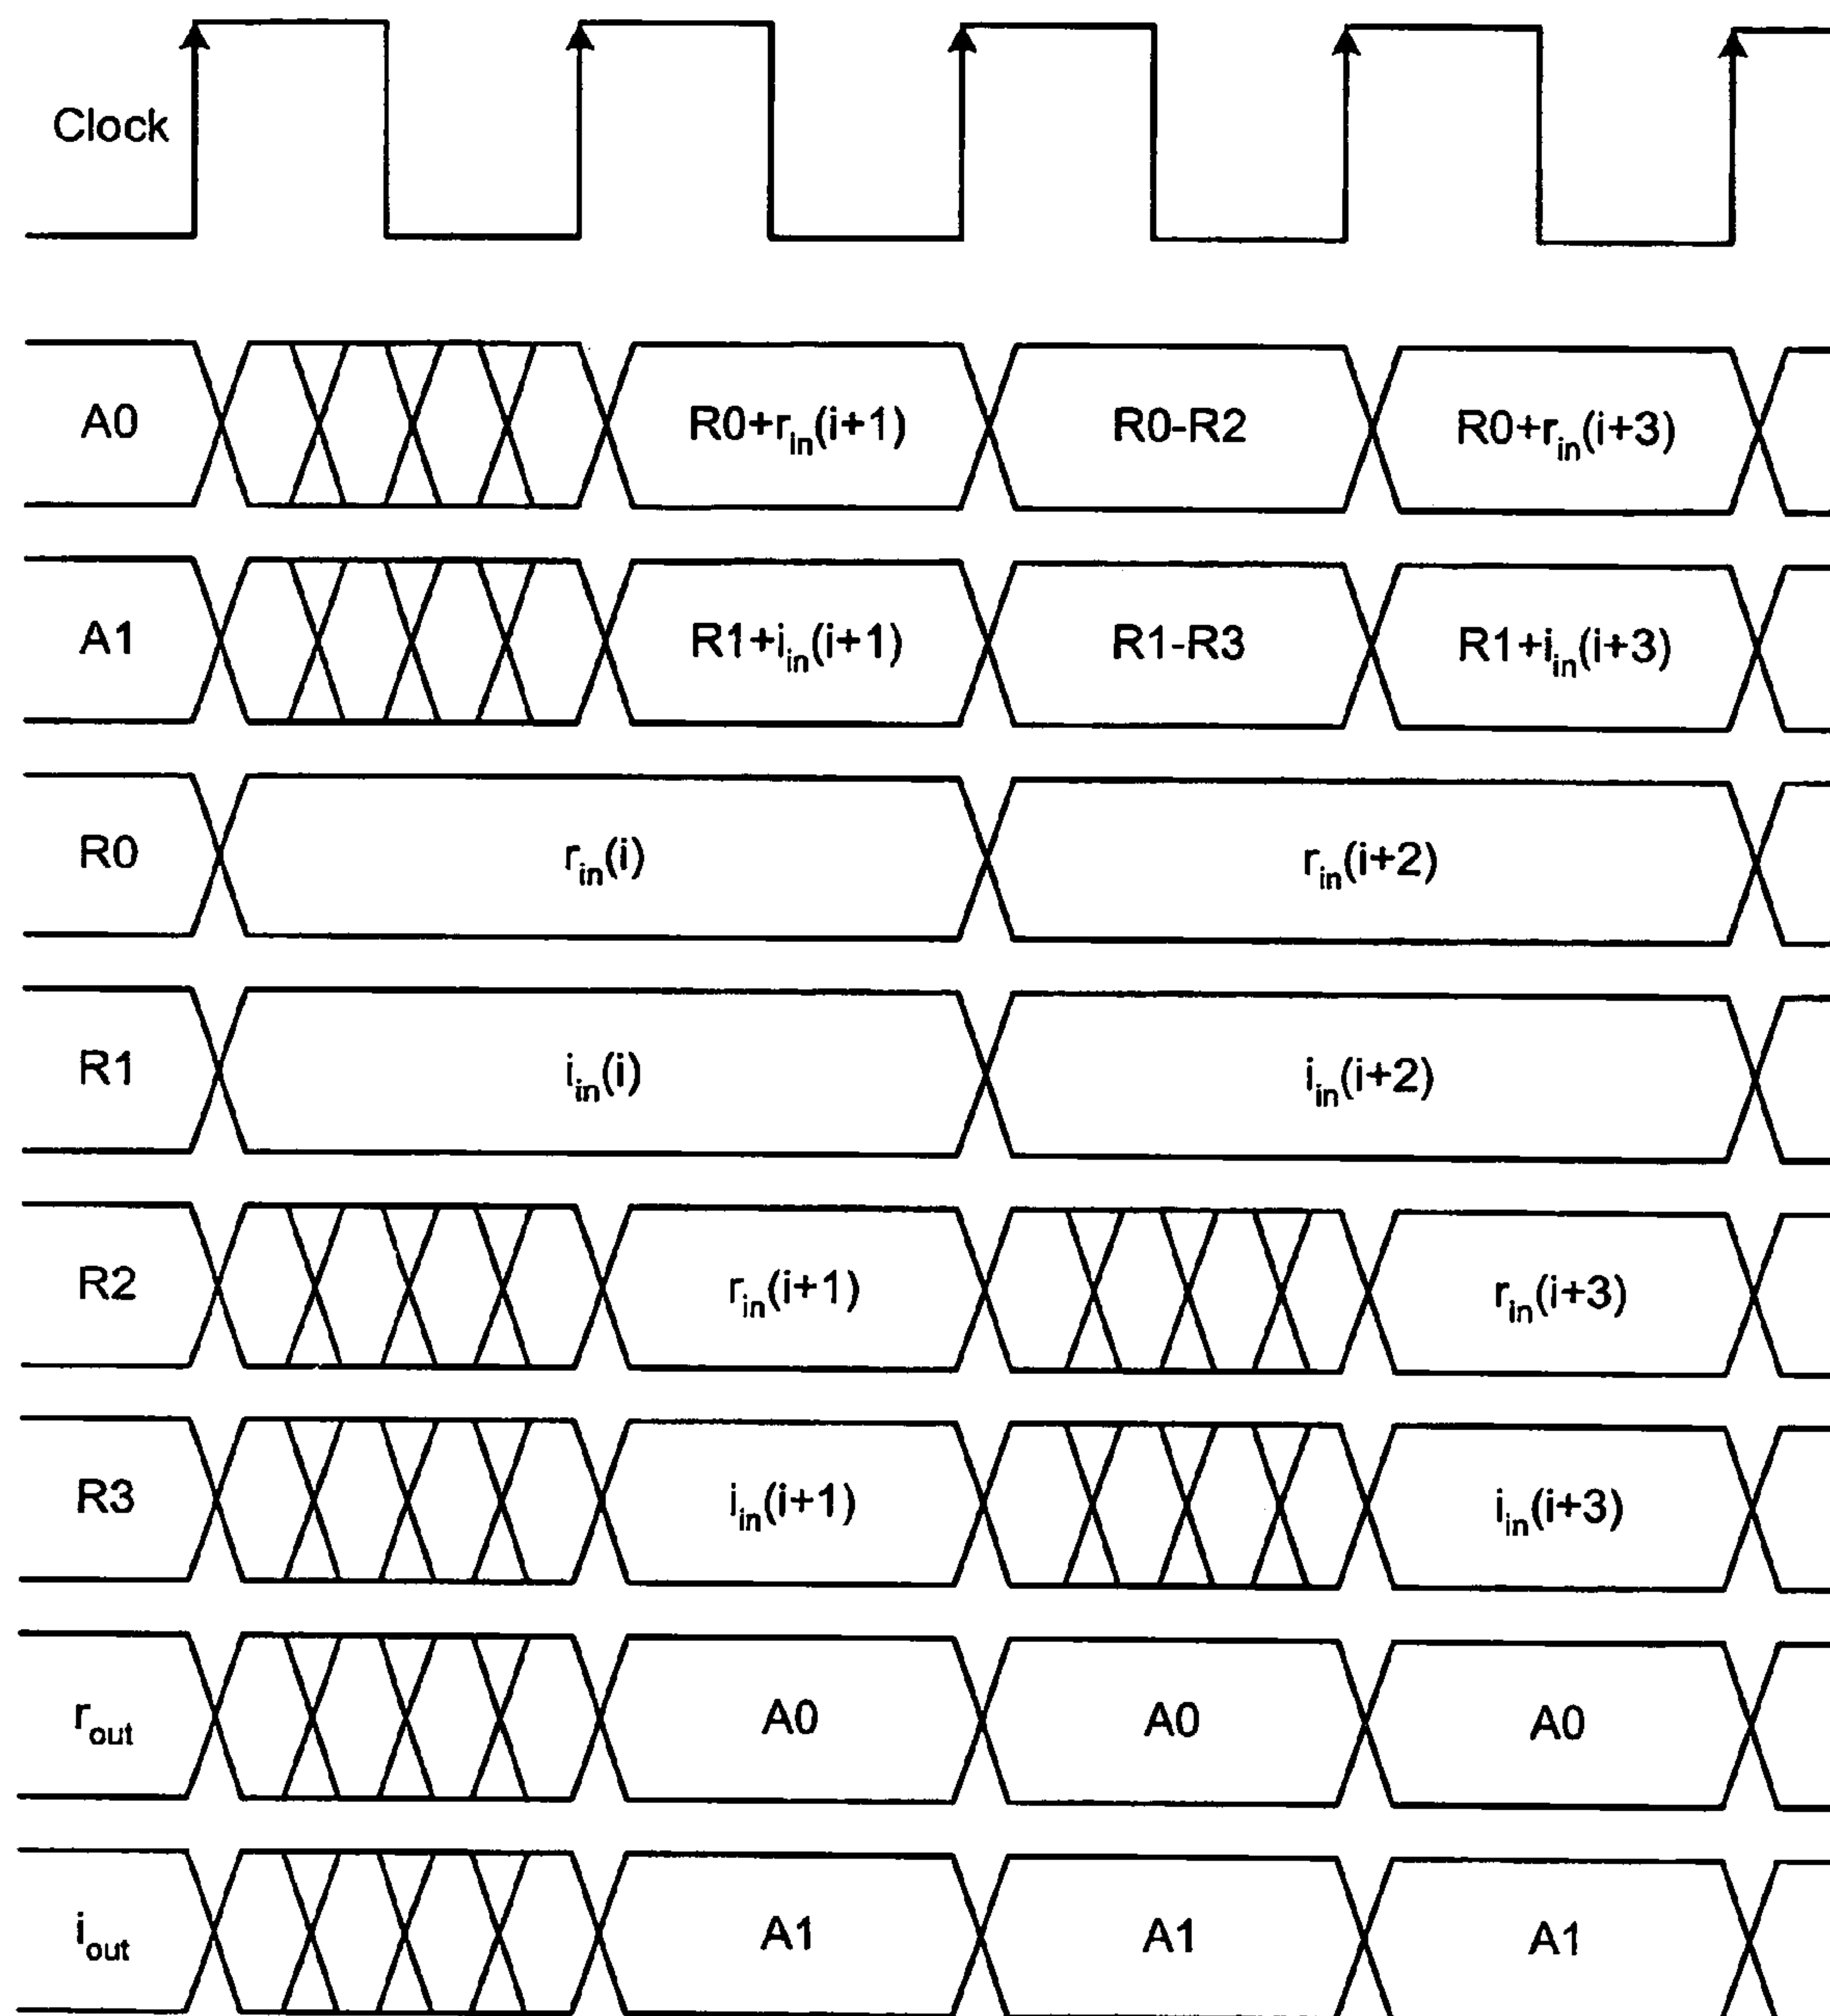 Clock
A0 R0+r_in(i+1) R0-R2 R0+r_in(i+3)
A1 R1+i_in(i+1) R1-R3 R1+i_in(i+3)
R0 r_in(i) r_in(i+2)
R1 i_in(i) i_in(i+2)
R2 r_in(i+1) r_in(i+3)
R3 i_in(i+1) i_in(i+3)
r_out A0 A0 A0
i_out A1 A1 A1